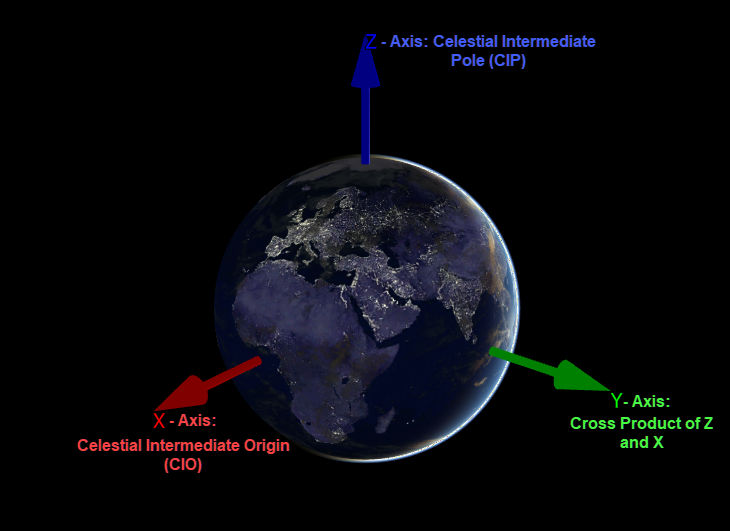 Z - Axis: Celestial Intermediate
Pole (CIP)
X - Axis:
Celestial Intermediate Origin
(CIO)
Y- Axis:
Cross Product of Z
and X